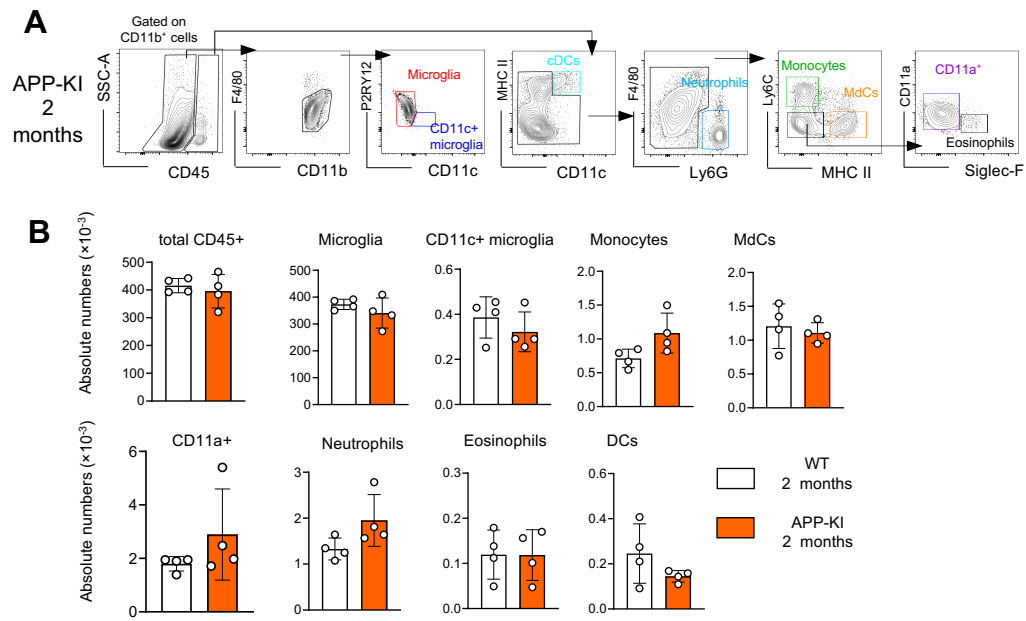 A
Gated on
CD11b+ cells
APP-KI
2
months
SSC-A
CD45
F4/80
CD11b
P2RY12
Microglia
CD11c+
microglia
CD11c
MHC II
cDCs
CD11c
F4/80
Neutrophils
Ly6G
Ly6C
Monocytes
MdCs
MHC II
CD11a
CD11a+
Eosinophils
Siglec-F
B
Absolute numbers (×10-3)
total CD45+
500
400
300
200
100
0
Microglia
500
400
300
200
100
0
CD11c+ microglia
0.6
0.4
0.2
0.0
Monocytes
2.0
1.5
1.0
0.5
0.0
MdCs
2.0
1.5
1.0
0.5
0.0
Absolute numbers (×10-3)
CD11a+
6
4
2
0
Neutrophils
3
2
1
0
Eosinophils
0.3
0.2
0.1
0.0
DCs
0.6
0.4
0.2
0.0
WT
2 months
APP-KI
2 months